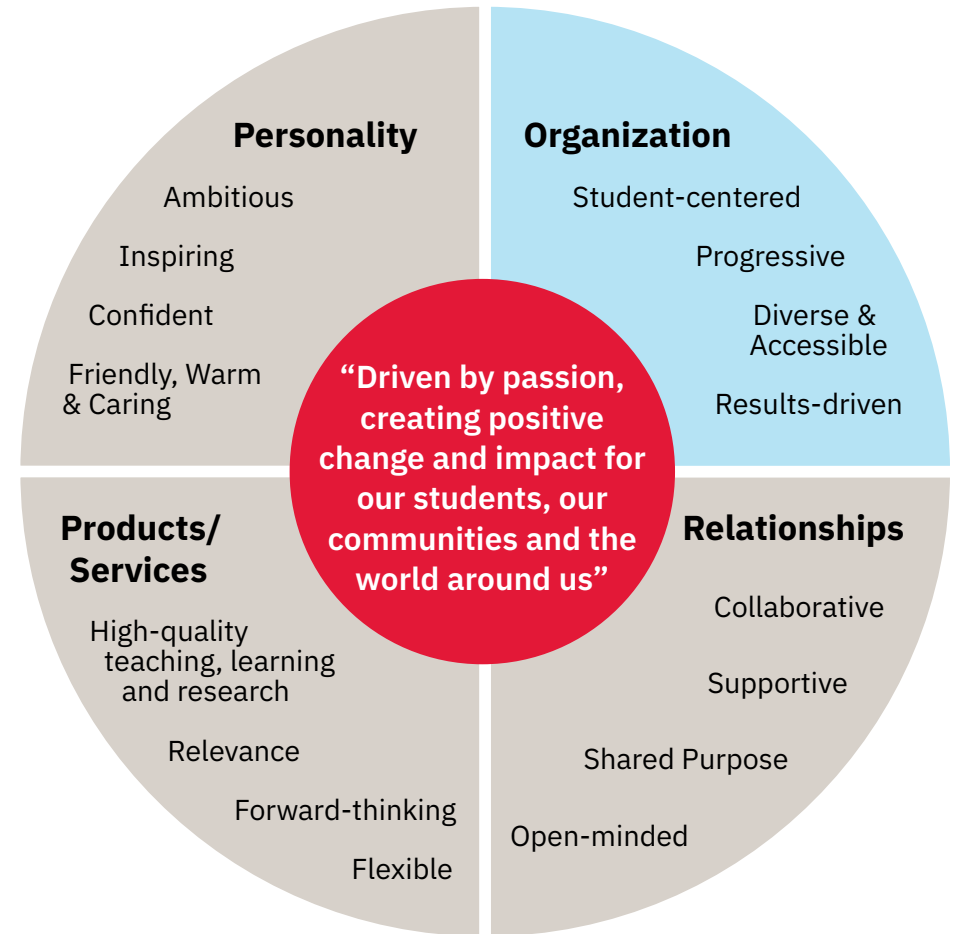 Personality
Ambitious
Inspiring
Confident
Friendly, Warm
& Caring
Organization
Student-centered
Progressive
Diverse &
Accessible
Results-driven
“Driven by passion,
creating positive
change and impact for
our students, our
communities and the
world around us”
Products/
Services
High-quality
teaching, learning
and research
Relevance
Forward-thinking
Flexible
Relationships
Collaborative
Supportive
Shared Purpose
Open-minded